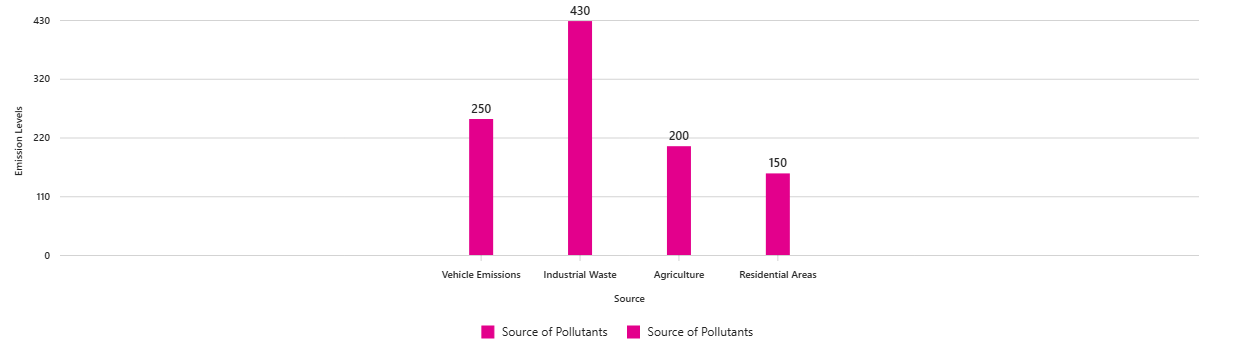 430
430
320
250
220
200
150
110
0
Emission Levels
Vehicle Emissions Industrial Waste Agriculture Residential Areas
Source
Source of Pollutants Source of Pollutants